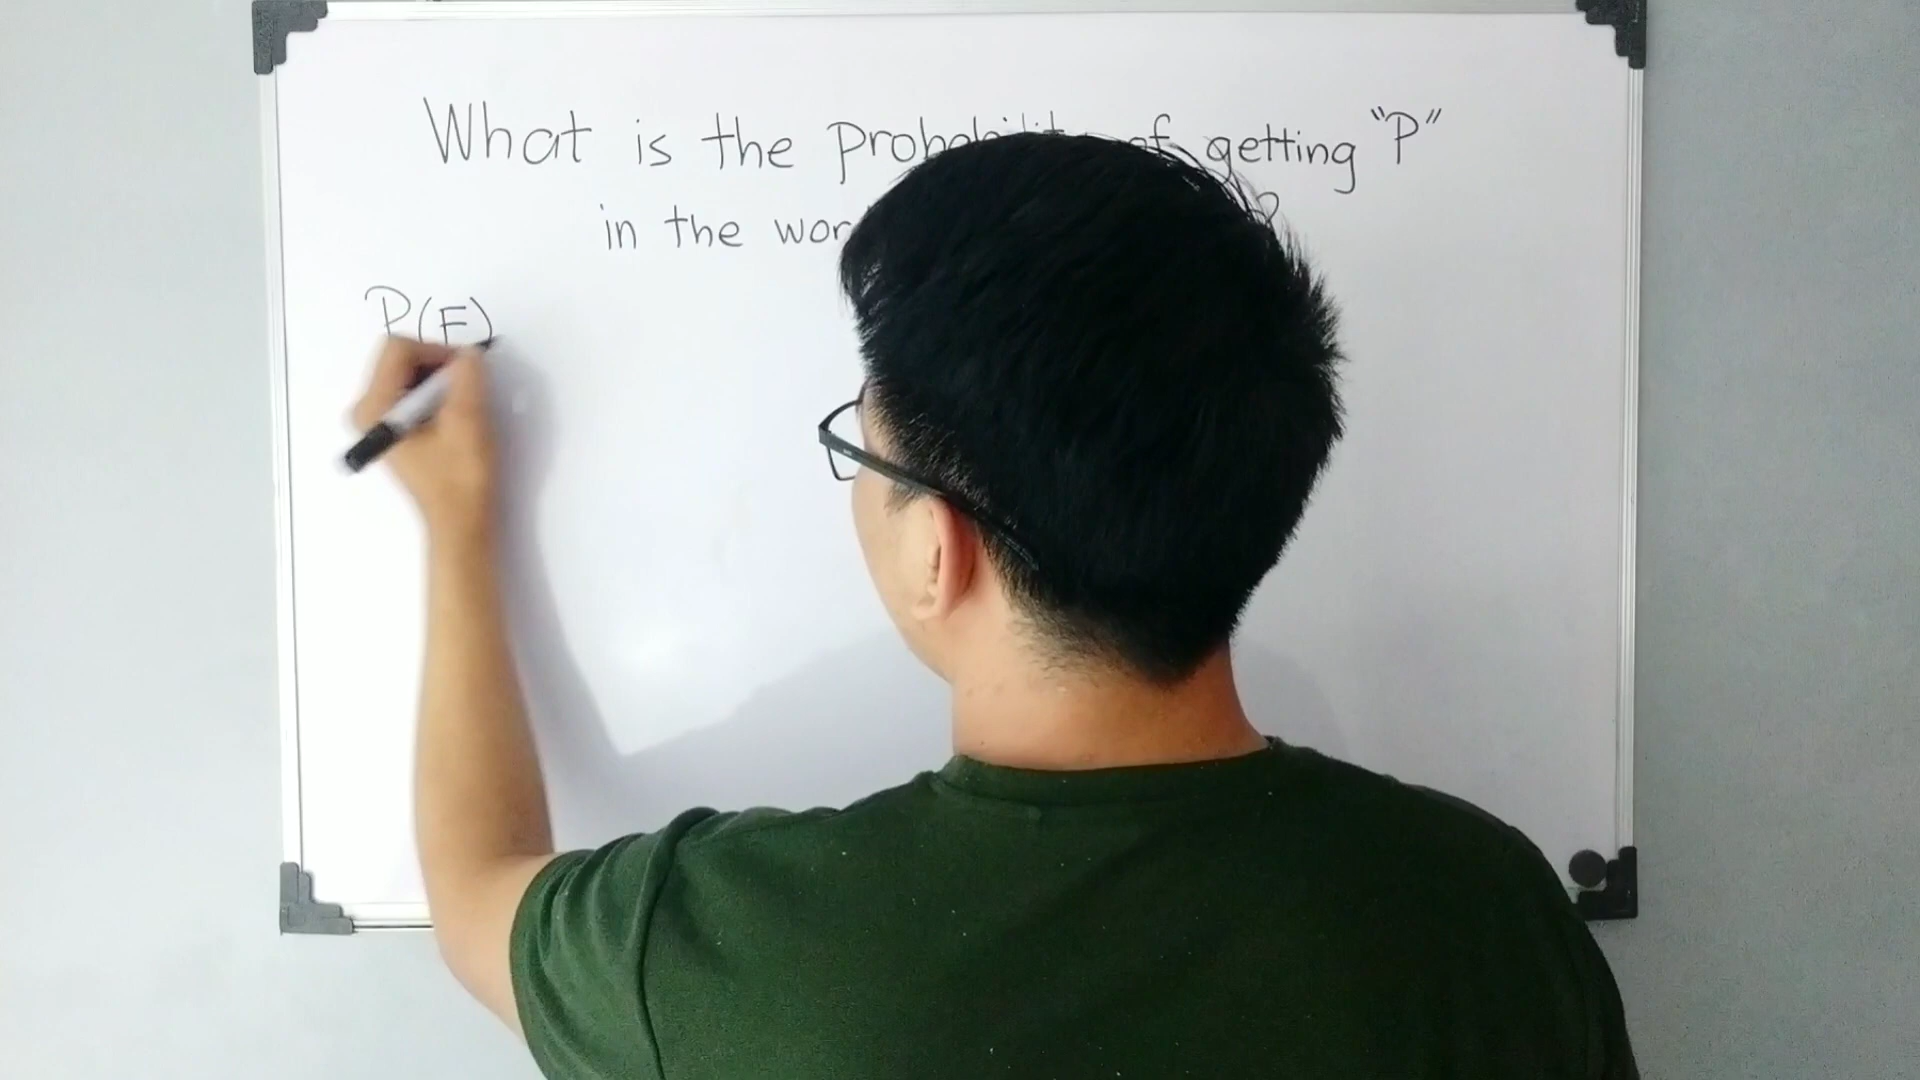 What is the probability of getting "P"
in the wor
P(E)